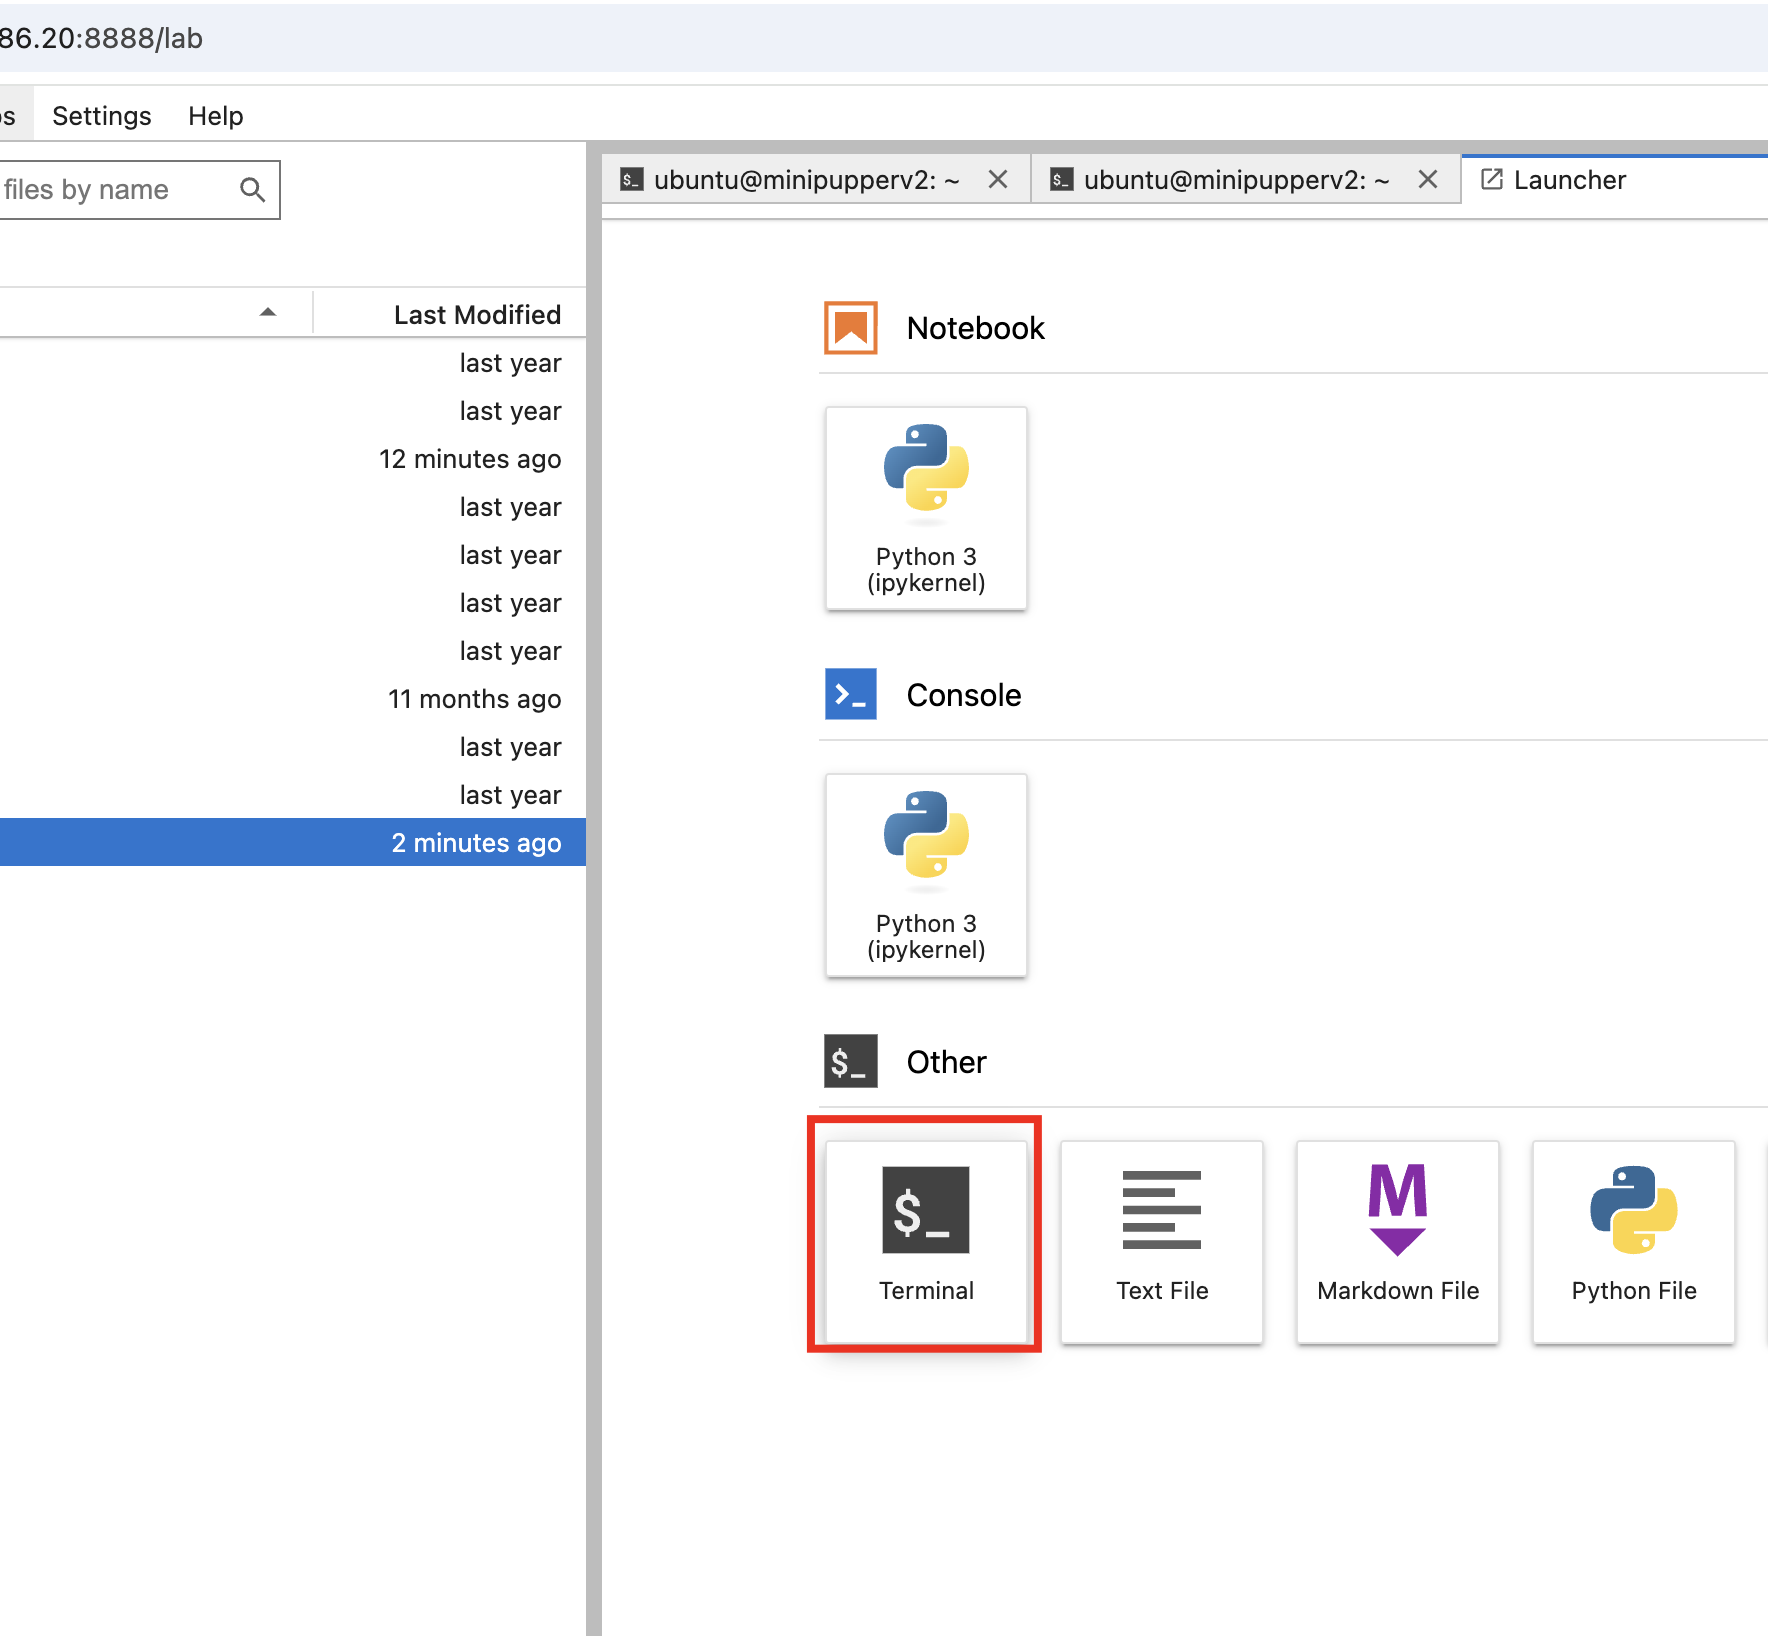 86.20:8888/lab
Settings Help
files by name
ubuntu@minipupperv2: ~
ubuntu@minipupperv2: ~
Launcher
Last Modified
last year
last year
12 minutes ago
last year
last year
last year
last year
11 months ago
last year
last year
2 minutes ago
Notebook
Python 3
(ipykernel)
Console
>_
Python 3
(ipykernel)
$_
Other
$_
Terminal
Text File
M
Markdown File
Python File